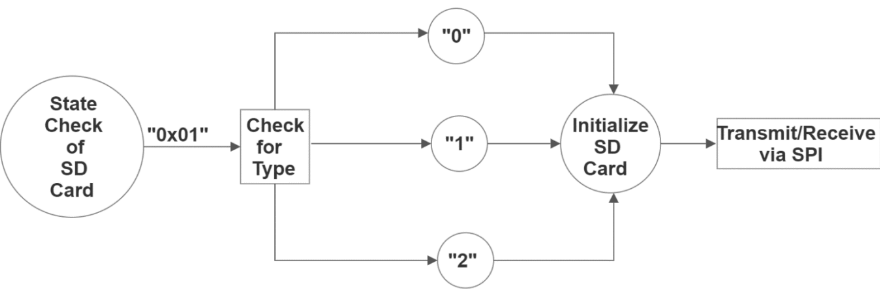 State
Check
of
SD
Card
"0x01"
Check
for
Type
"0"
"1"
"2"
Initialize
SD
Card
Transmit/Receive
via SPI